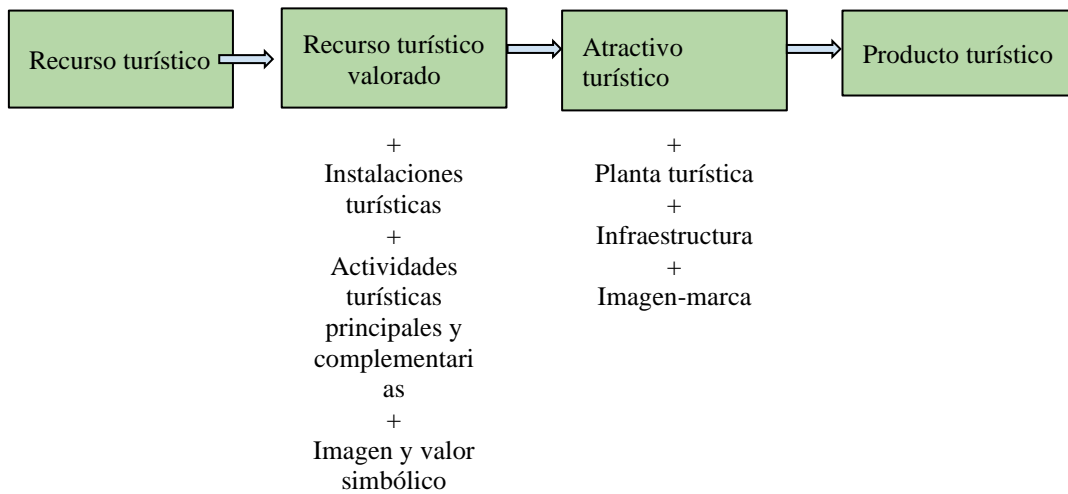 Recurso turístico
Recurso turístico
valorado
Atractivo
turístico
Producto turístico
+
Instalaciones
turísticas
+
Actividades
turísticas
principales y
complementari
as
+
Imagen y valor
simbólico
+
Planta turística
+
Infraestructura
+
Imagen-marca